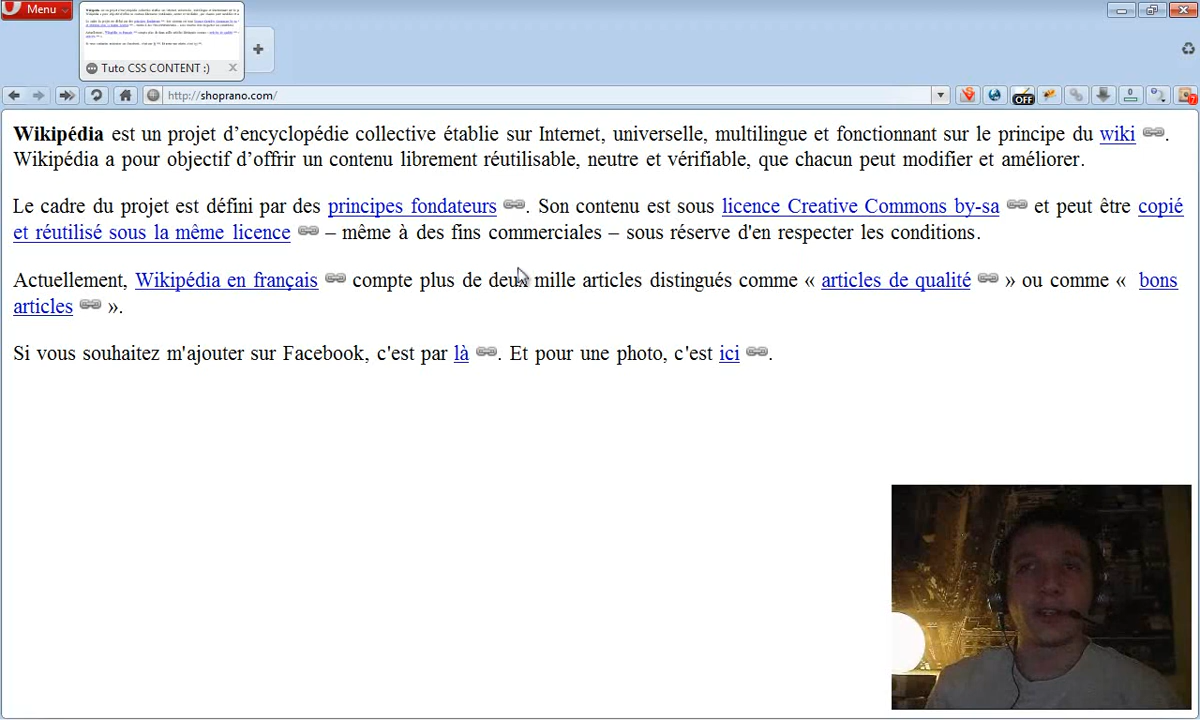 Menu
Tuto CSS CONTENT :)
http://shoprano.com/
OFF
Wikipédia est un projet d’encyclopédie collective établie sur Internet, universelle, multilingue et fonctionnant sur le principe du wiki .
Wikipédia a pour objectif d’offrir un contenu librement réutilisable, neutre et vérifiable, que chacun peut modifier et améliorer.
Le cadre du projet est défini par des principes fondateurs . Son contenu est sous licence Creative Commons by-sa et peut être copié
et réutilisé sous la même licence – même à des fins commerciales – sous réserve d'en respecter les conditions.
Actuellement, Wikipédia en français compte plus de deux mille articles distingués comme « articles de qualité » ou comme « bons
articles ».
Si vous souhaitez m'ajouter sur Facebook, c'est par là . Et pour une photo, c’est ici .